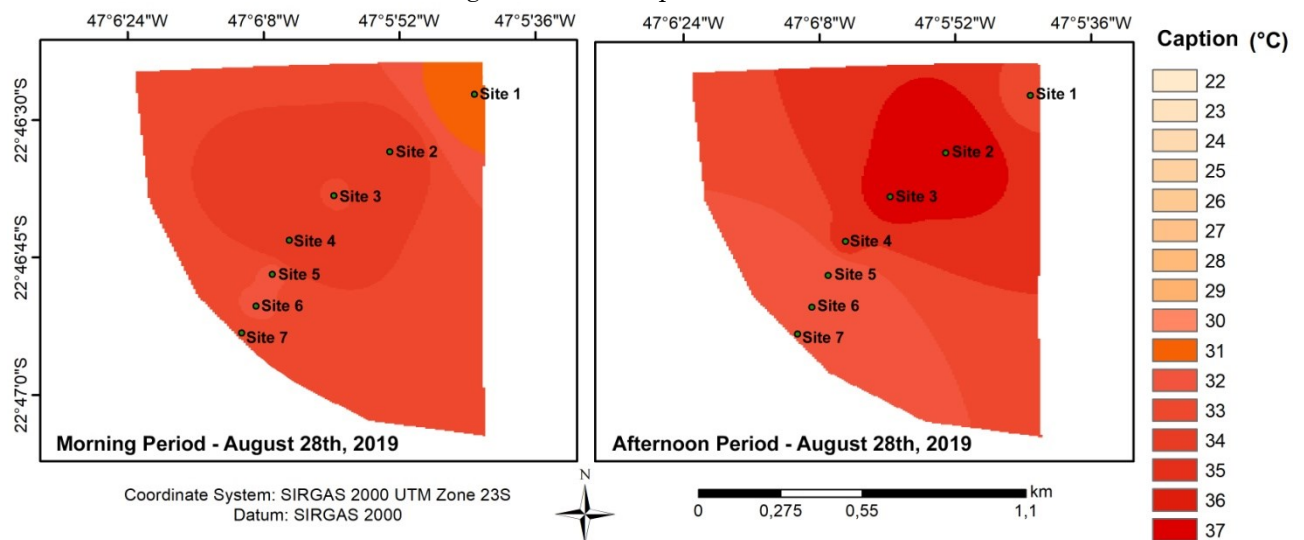 47°6'24"W 47°6'8"W 47°5'52"W 47°5'36"W
47°6'24"W 47°6'8"W 47°5'52"W 47°5'36"W
22°46'30"S
22°46'45"S
22°47'0"S
Site 1
Site 2
Site 3
Site 4
Site 5
Site 6
Site 7
Morning Period - August 28th, 2019
Site 1
Site 2
Site 3
Site 4
Site 5
Site 6
Site 7
Afternoon Period - August 28th, 2019
Caption (°C)
22
23
24
25
26
27
28
29
30
31
32
33
34
35
36
37
Coordinate System: SIRGAS 2000 UTM Zone 23S
Datum: SIRGAS 2000
N
km
0 0,275 0,55 1,1